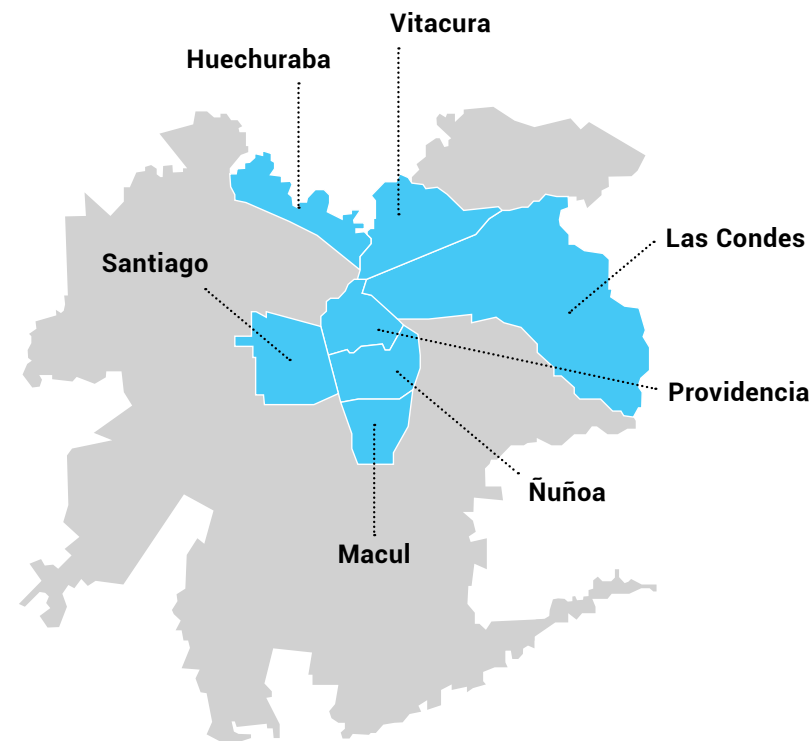 Vitacura
Huechuraba
Las Condes
Santiago
Providencia
Ñuñoa
Macul